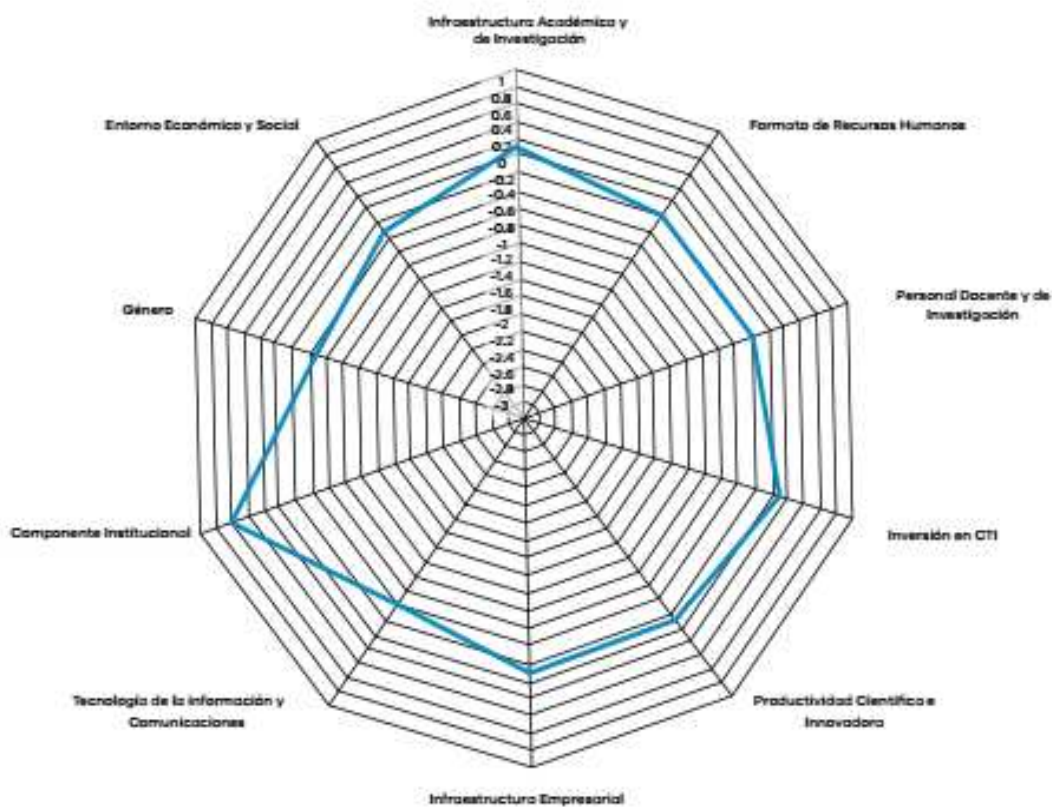 Infraestructura Académica y
de Investigación
Entorno Económico y Social
Formato de Recursos Humanos
1
0.8
0.6
0.4
0.2
0
-0.2
-0.4
-0.6
-0.8
-1
-1.2
-1.4
-1.6
-1.8
-2
-2.2
-2.4
-2.6
-2.8
-3
Género
Personal Docente y de
Investigación
Componente Institucional
Inversión en CTI
Tecnología de la información y
Comunicaciones
Productividad Científica e
Innovadora
Infraestructura Empresarial